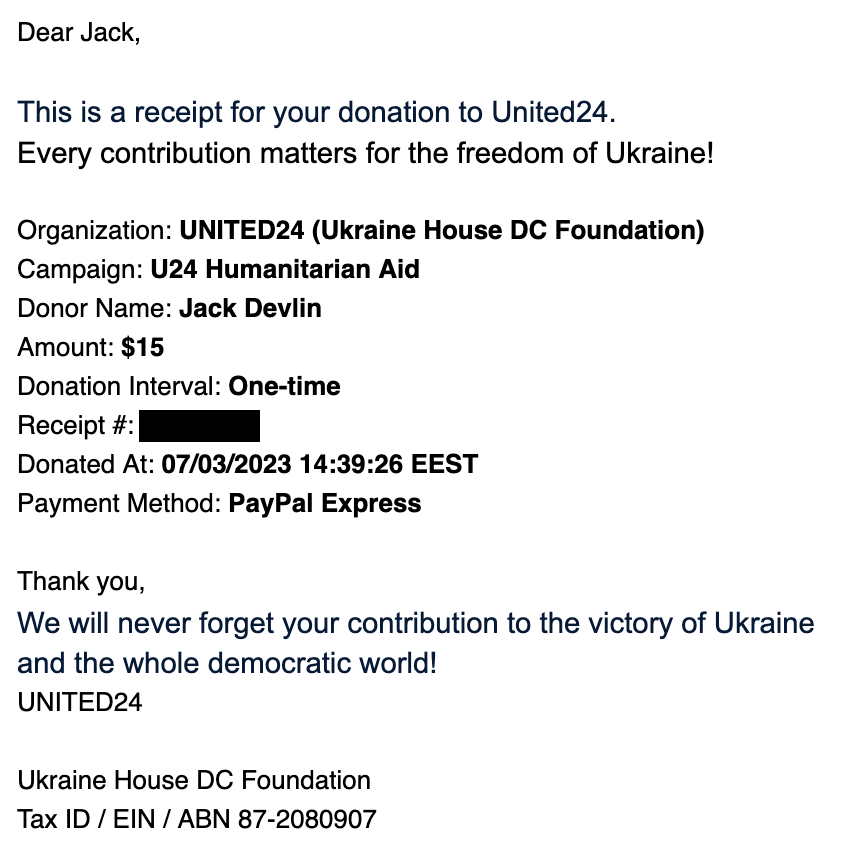 Dear Jack,
This is a receipt for your donation to United24.
Every contribution matters for the freedom of Ukraine!
Organization: UNITED24 (Ukraine House DC Foundation)
Campaign: U24 Humanitarian Aid
Donor Name: Jack Devlin
Amount: $15
Donation Interval: One-time
Receipt #:
Donated At: 07/03/2023 14:39:26 EEST
Payment Method: PayPal Express
Thank you,
We will never forget your contribution to the victory of Ukraine
and the whole democratic world!
UNITED24
Ukraine House DC Foundation
Tax ID / EIN / ABN 87-2080907